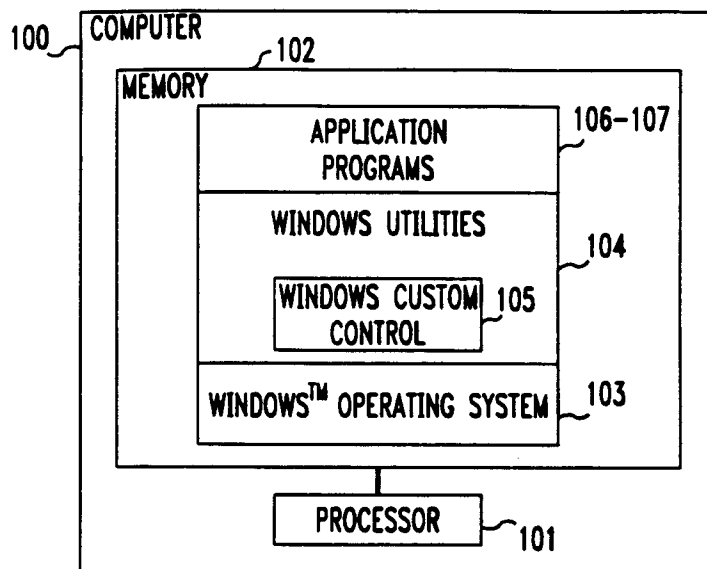 COMPUTER
100
102
MEMORY
APPLICATION
PROGRAMS
106-107
WINDOWS UTILITIES
104
WINDOWS CUSTOM
CONTROL
105
WINDOWS™ OPERATING SYSTEM
103
PROCESSOR
101